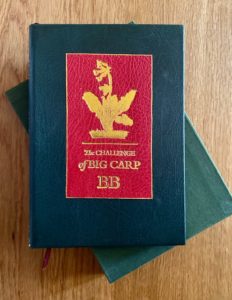 The CHALLENGE
of BIG CARP
BB